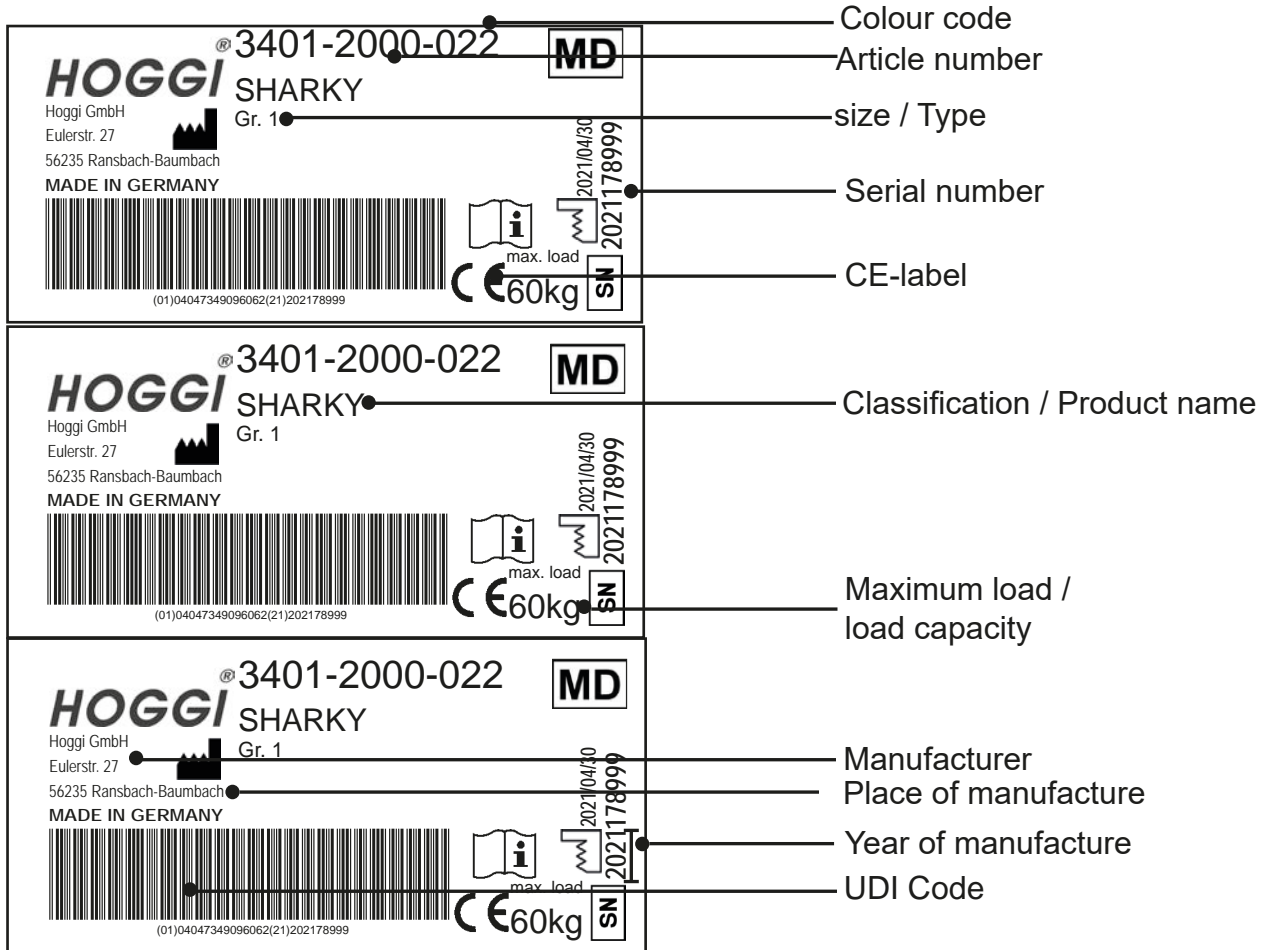 Colour code
® 3401-2000-022
MD
Article number
HOGGI
SHARKY
Hoggi GmbH
Gr. 1
size / Type
Eulerstr. 27
56235 Ransbach-Baumbach
MADE IN GERMANY
2021/04/30
2021178999
Serial number
i
max. load
CE
60kg
SN
CE-label
(01)04047349096062(21)202178999
® 3401-2000-022
MD
HOGGI
SHARKY
Classification / Product name
Hoggi GmbH
Gr. 1
Eulerstr. 27
56235 Ransbach-Baumbach
MADE IN GERMANY
2021/04/30
2021178999
i
max. load
CE
60kg
SN
Maximum load /
load capacity
(01)04047349096062(21)202178999
® 3401-2000-022
MD
HOGGI
SHARKY
Hoggi GmbH
Gr. 1
Eulerstr. 27
Manufacturer
56235 Ransbach-Baumbach
Place of manufacture
MADE IN GERMANY
2021/04/30
2021178999
Year of manufacture
i
max. load
CE
60kg
SN
UDI Code
(01)04047349096062(21)202178999